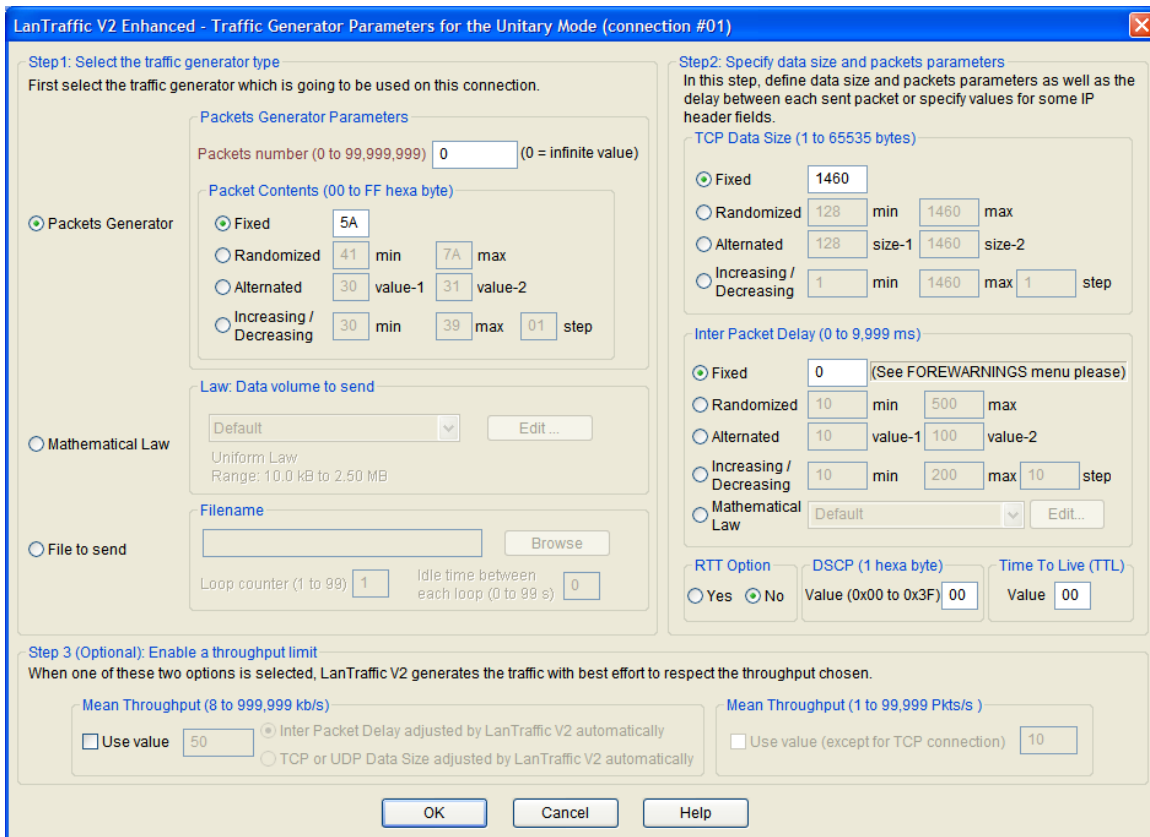 LanTraffic V2 Enhanced - Traffic Generator Parameters for the Unitary Mode (connection #01)
Step1: Select the traffic generator type
First select the traffic generator which is going to be used on this connection.
Packets Generator
Packets Generator Parameters
Packets number (0 to 99,999,999) 0 (0 = infinite value)
Packet Contents (00 to FF hexa byte)
Fixed 5A
Randomized 41 min 7A max
Alternated 30 value-1 31 value-2
Increasing /
Decreasing 30 min 39 max 01 step
Mathematical Law
Law: Data volume to send
Default Edit ...
Uniform Law
Range: 10.0 kB to 2.50 MB
File to send
Filename
Browse
Loop counter (1 to 99) 1 Idle time between
each loop (0 to 99 s) 0
Step2: Specify data size and packets parameters
In this step, define data size and packets parameters as well as the
delay between each sent packet or specify values for some IP
header fields.
TCP Data Size (1 to 65535 bytes)
Fixed 1460
Randomized 128 min 1460 max
Alternated 128 size-1 1460 size-2
Increasing /
Decreasing 1 min 1460 max 1 step
Inter Packet Delay (0 to 9,999 ms)
Fixed 0 (See FOREWARNINGS menu please)
Randomized 10 min 500 max
Alternated 10 value-1 100 value-2
Increasing /
Decreasing 10 min 200 max 10 step
Mathematical
Law Default Edit...
RTT Option
Yes No
DSCP (1 hexa byte)
Value (0x00 to 0x3F) 00
Time To Live (TTL)
Value 00
Step 3 (Optional): Enable a throughput limit
When one of these two options is selected, LanTraffic V2 generates the traffic with best effort to respect the throughput chosen.
Mean Throughput (8 to 999,999 kb/s)
Use value 50
Inter Packet Delay adjusted by LanTraffic V2 automatically
TCP or UDP Data Size adjusted by LanTraffic V2 automatically
Mean Throughput (1 to 99,999 Pkts/s )
Use value (except for TCP connection) 10
OK Cancel Help